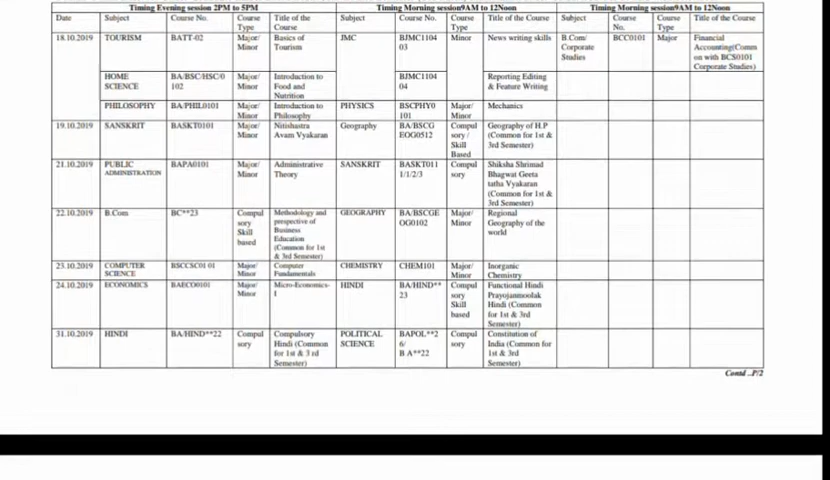 Timing Evening session 2PM to 5PM Timing Morning session9AM to 12Noon Timing Morning session9AM to 12Noon
Date Subject Course No. Course Type Title of the Course Subject Course No. Course Type Title of the Course Subject Course No. Course Type Title of the Course
18.10.2019 TOURISM BATT-02 Major/ Minor Basics of Tourism JMC BJMC1104 03 Minor News writing skills B.Com/ Corporate Studies BCC0101 Major Financial Accounting(Comm on with BCS0101 Corporate Studies)
HOME SCIENCE BA/BSC/HSC/0 102 Major/ Minor Introduction to Food and Nutrition BJMC1104 04 Reporting Editing & Feature Writing
PHILOSOPHY BA/PHIL0101 Major/ Minor Introduction to Philosophy PHYSICS BSCPHY0 101 Major/ Minor Mechanics
19.10.2019 SANSKRIT BASKT0101 Major/ Minor Nitishastra Avam Vyakaran Geography BA/BSCG EOG0512 Compul sory / Skill Based Geography of H.P (Common for 1st & 3rd Semester)
21.10.2019 PUBLIC ADMINISTRATION BAPA0101 Major/ Minor Administrative Theory SANSKRIT BASKT011 1/1/2/3 Compul sory Shiksha Shrimad Bhagwat Geeta tatha Vyakaran (Common for 1st & 3rd Semester)
22.10.2019 B.Com BC**23 Compul sory Skill based Methodology and prespective of Business Education (Common for 1st & 3rd Semester) GEOGRAPHY BA/BSCGE OG0102 Major/ Minor Regional Geography of the world
23.10.2019 COMPUTER SCIENCE BSCCSC01 01 Major/ Minor Computer Fundamentals CHEMISTRY CHEM101 Major/ Minor Inorganic Chemistry
24.10.2019 ECONOMICS BAECO0101 Major/ Minor Micro-Economics- I HINDI BA/HIND** 23 Compul sory Skill based Functional Hindi Prayojanmoolak Hindi (Common for 1st & 3rd Semester)
31.10.2019 HINDI BA/HIND**22 Compul sory Compulsory Hindi (Common for 1st & 3 rd Semester) POLITICAL SCIENCE BAPOL**2 6/ B A**22 Compul sory Constitution of India (Common for 1st & 3rd Semester)
Contd ..P/2